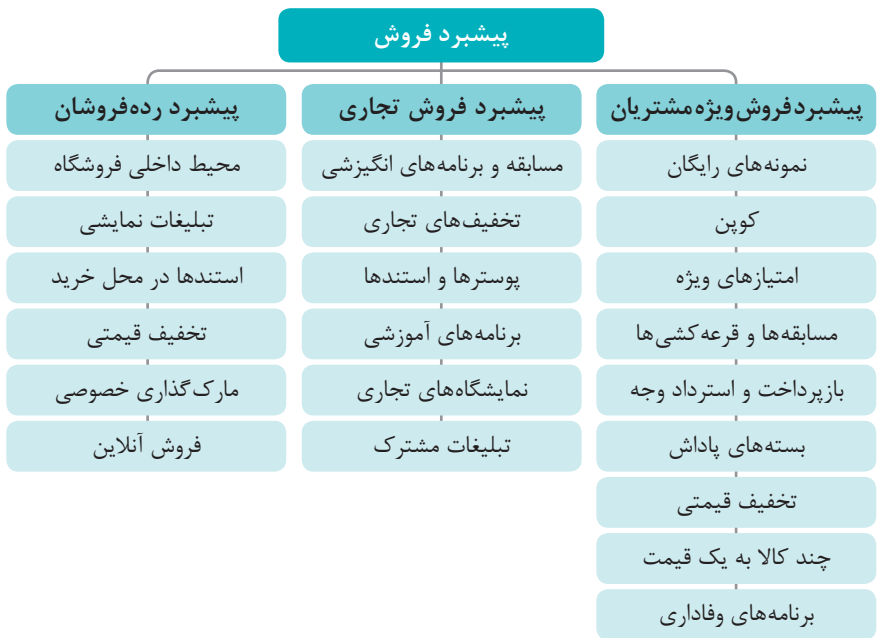 پیشبرد فروش
پیشبرد فروش ویژه مشتریان
نمونه‌های رایگان
کوپن
امتیازهای ویژه
مسابقه‌ها و قرعه‌کشی‌ها
بازپرداخت و استرداد وجه
بسته‌های پاداش
تخفیف قیمتی
چند کالا به یک قیمت
برنامه‌های وفاداری
پیشبرد فروش تجاری
مسابقه و برنامه‌های انگیزشی
تخفیف‌های تجاری
پوسترها و استندها
برنامه‌های آموزشی
نمایشگاه‌های تجاری
تبلیغات مشترک
پیشبرد رده‌فروشان
محیط داخلی فروشگاه
تبلیغات نمایشی
استندها در محل خرید
تخفیف قیمتی
مارک‌گذاری خصوصی
فروش آنلاین